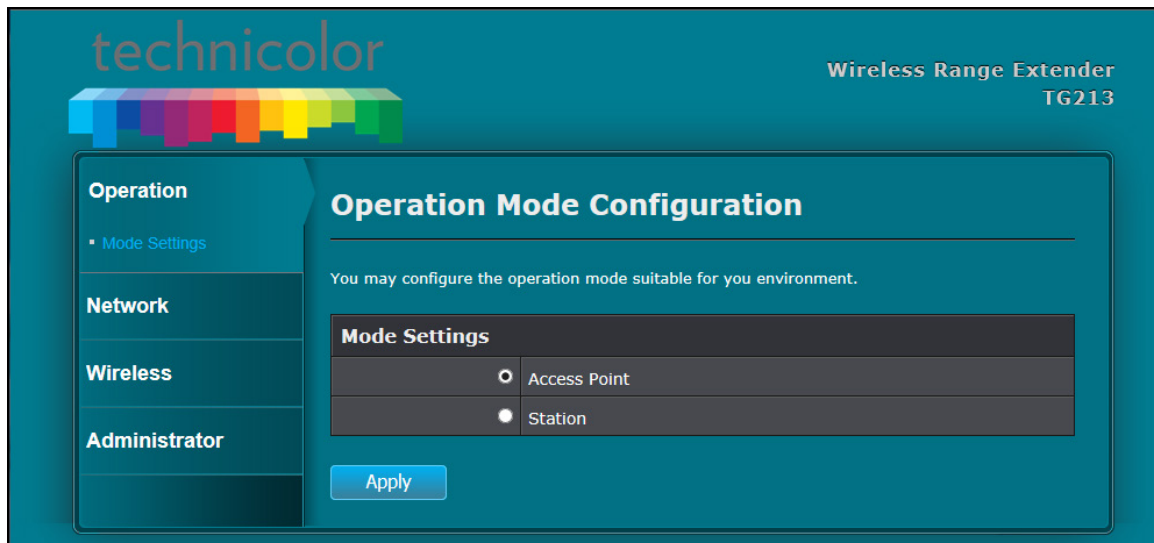 technicolor
Wireless Range Extender
TG213
Operation
Mode Settings
Network
Wireless
Administrator
Operation Mode Configuration
You may configure the operation mode suitable for you environment.
Mode Settings
Access Point
Station
Apply